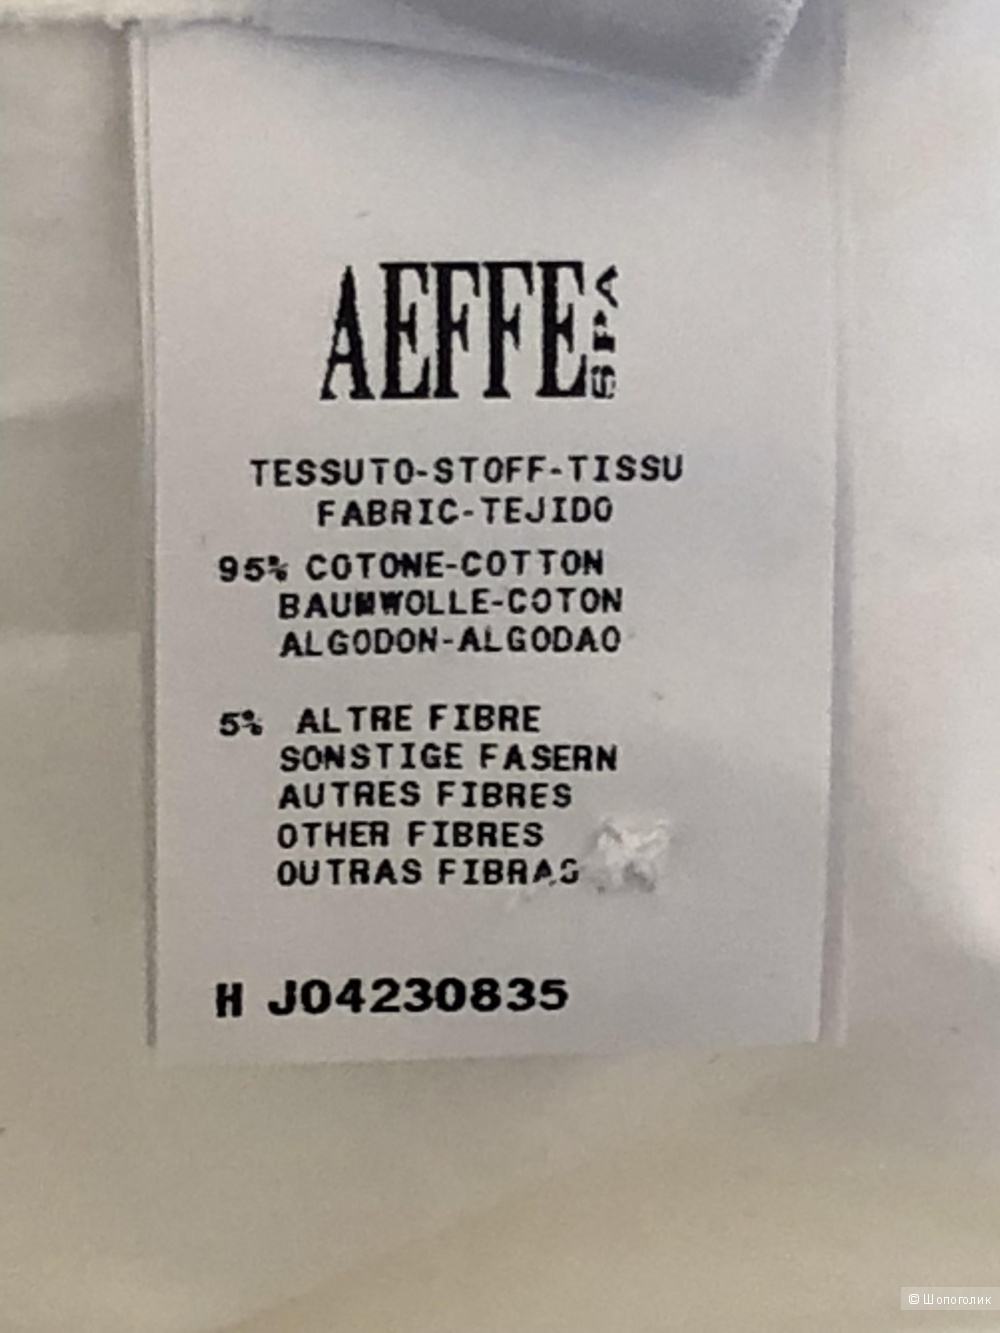 AEFFE SPA
TESSUTO-STOFF-TISSU
FABRIC-TEJIDO
95% COTONE-COTTON
BAUMWOLLE-COTON
ALGODON-ALGODAO
5% ALTRE FIBRE
SONSTIGE FASERN
AUTRES FIBRES
OTHER FIBRES
OUTRAS FIBRAS
H J04230835
© Шопоголик